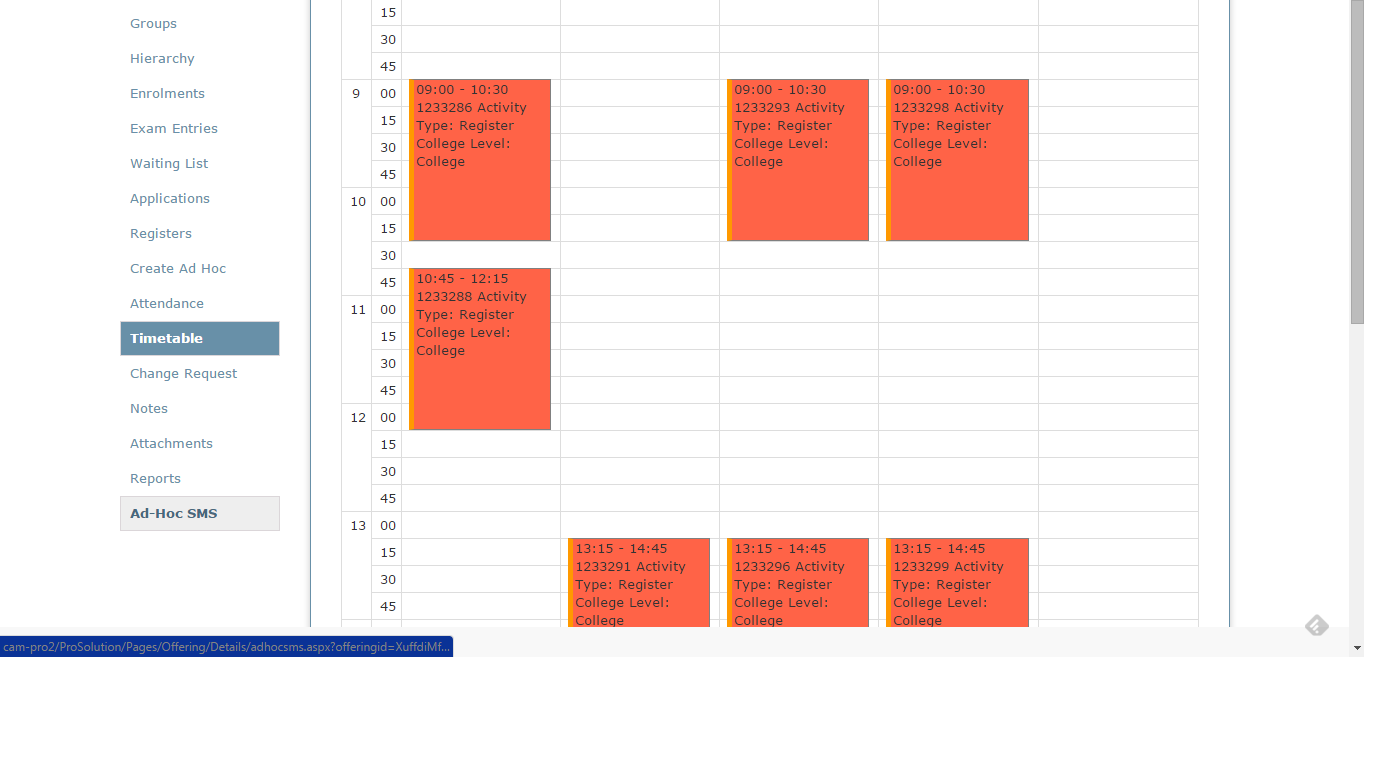 Groups
Hierarchy
Enrolments
Exam Entries
Waiting List
Applications
Registers
Create Ad Hoc
Attendance
Timetable
Change Request
Notes
Attachments
Reports
Ad-Hoc SMS
15
30
45
9 00
15
30
45
10 00
15
30
45
11 00
15
30
45
12 00
15
30
45
13 00
15
30
45
09:00 - 10:30
1233286 Activity
Type: Register
College Level:
College
10:45 - 12:15
1233288 Activity
Type: Register
College Level:
College
13:15 - 14:45
1233291 Activity
Type: Register
College Level:
College
09:00 - 10:30
1233293 Activity
Type: Register
College Level:
College
13:15 - 14:45
1233296 Activity
Type: Register
College Level:
College
09:00 - 10:30
1233298 Activity
Type: Register
College Level:
College
13:15 - 14:45
1233299 Activity
Type: Register
College Level:
College
cam-pro2/ProSolution/Pages/Offering/Details/adhocsms.aspx?offeringid=XuffdiMf...